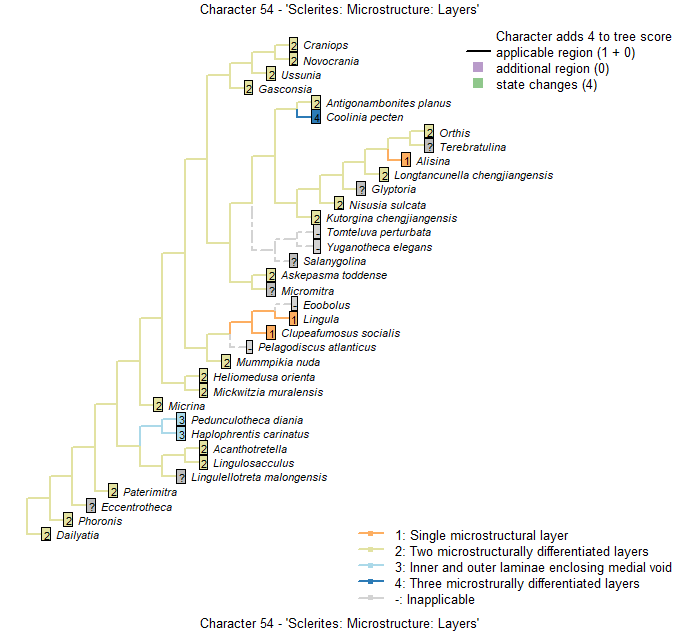 Character 54 - 'Sclerites: Microstructure: Layers'
Character adds 4 to tree score
applicable region (1 + 0)
additional region (0)
state changes (4)
2 Craniops
2 Novocrania
2 Ussunia
2 Gasconsia
2 Antigonambonites planus
4 Coolinia pecten
2 Orthis
? Terebratulina
1 Alisina
2 Longtancunella chengjiangensis
? Glyptoria
2 Nisusia sulcata
2 Kutorgina chengjiangensis
- Tomteluva perturbata
- Yuganotheca elegans
? Salanygolina
2 Askepasma toddense
? Micromitra
- Eoobolus
1 Lingula
1 Clupeafumosus socialis
- Pelagodiscus atlanticus
2 Mummpikia nuda
2 Heliomedusa orienta
2 Mickwitzia muralensis
2 Micrina
3 Pedunculotheca diania
3 Haplophrentis carinatus
2 Acanthotretella
2 Lingulosacculus
? Lingulellotreta malongensis
2 Paterimitra
? Eccentrotheca
2 Phoronis
2 Dailyatia
1: Single microstructural layer
2: Two microstructurally differentiated layers
3: Inner and outer laminae enclosing medial void
4: Three microstrurally differentiated layers
-: Inapplicable
Character 54 - 'Sclerites: Microstructure: Layers'